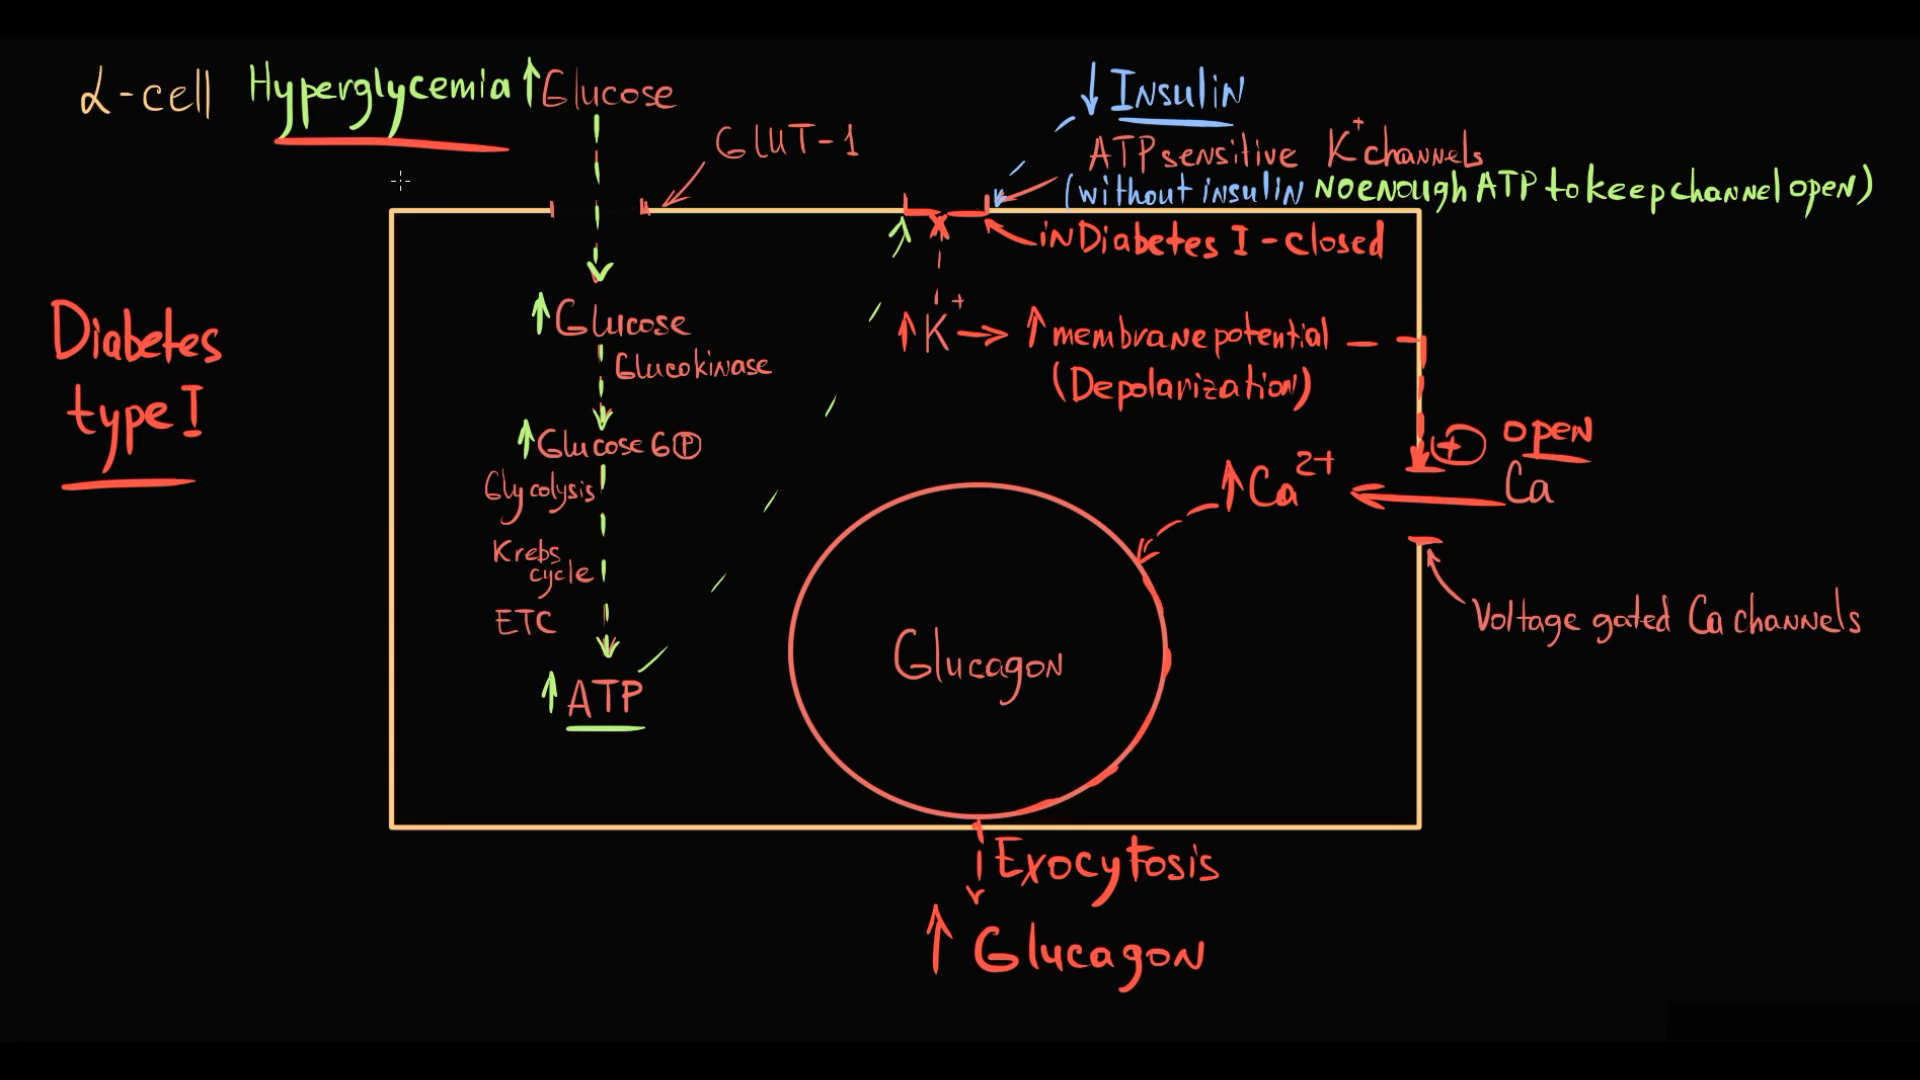 α-cell Hyperglycemia ↑Glucose
↓ Insulin
GLUT-1
ATP sensitive K⁺channels
(without insulin no enough ATP to keep channel open)
in Diabetes I - closed
Diabetes
type I
↑Glucose
Glucokinase
↑K⁺ → ↑membrane potential
(Depolarization)
↑Glucose 6Ⓟ
Glycolysis
Krebs
cycle
ETC
↑ATP
⊕ open
↑Ca²⁺ ← Ca
Voltage gated Ca channels
Glucagon
Exocytosis
↑ Glucagon